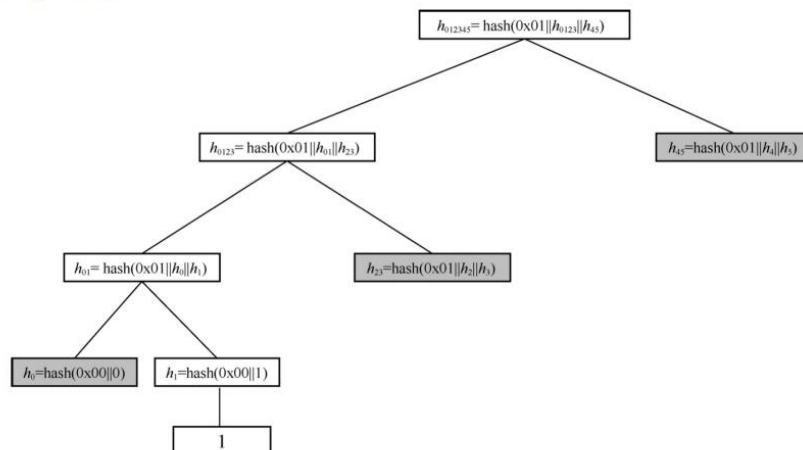 h₀₁₂₃₄₅= hash(0x01||h₀₁₂₃||h₄₅)
h₀₁₂₃= hash(0x01||h₀₁||h₂₃)
h₄₅=hash(0x01||h₄||h₅)
h₀₁= hash(0x01||h₀||h₁)
h₂₃=hash(0x01||h₂||h₃)
h₀=hash(0x00||0)
h₁=hash(0x00||1)
1